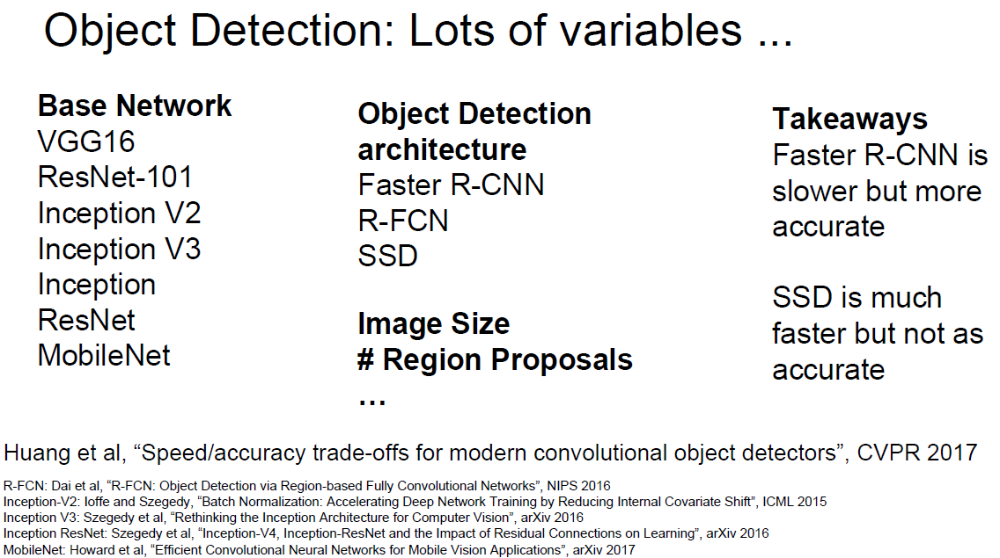 Object Detection: Lots of variables ...
Base Network
VGG16
ResNet-101
Inception V2
Inception V3
Inception
ResNet
MobileNet
Object Detection
architecture
Faster R-CNN
R-FCN
SSD
Image Size
# Region Proposals
...
Takeaways
Faster R-CNN is
slower but more
accurate
SSD is much
faster but not as
accurate
Huang et al, “Speed/accuracy trade-offs for modern convolutional object detectors”, CVPR 2017
R-FCN: Dai et al, “R-FCN: Object Detection via Region-based Fully Convolutional Networks”, NIPS 2016
Inception-V2: Ioffe and Szegedy, “Batch Normalization: Accelerating Deep Network Training by Reducing Internal Covariate Shift”, ICML 2015
Inception V3: Szegedy et al, “Rethinking the Inception Architecture for Computer Vision”, arXiv 2016
Inception ResNet: Szegedy et al, “Inception-V4, Inception-ResNet and the Impact of Residual Connections on Learning”, arXiv 2016
MobileNet: Howard et al, “Efficient Convolutional Neural Networks for Mobile Vision Applications”, arXiv 2017